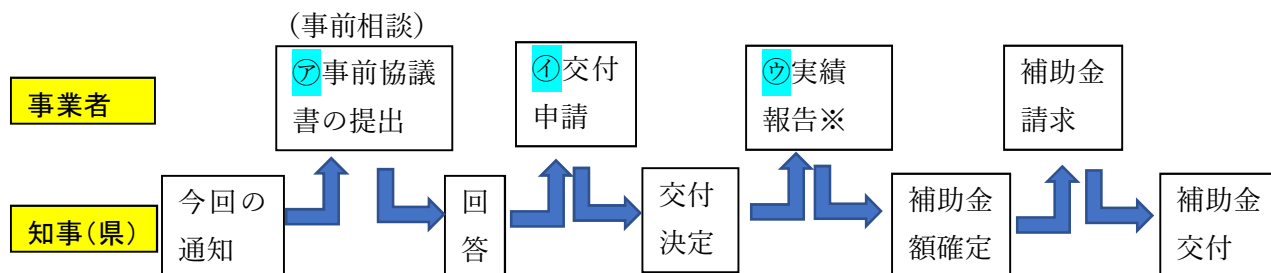 (事前相談)
事業者
㋐事前協議
書の提出
㋑交付
申請
㋒実績
報告※
補助金
請求
知事(県)
今回の
通知
回
答
交付
決定
補助金
額確定
補助金
交付